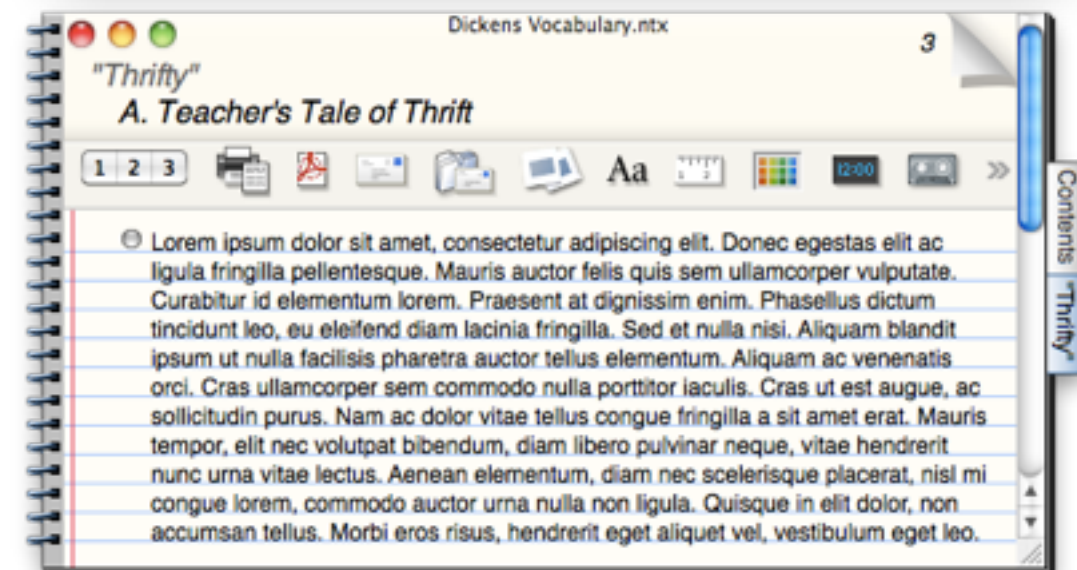 Dickens Vocabulary.ntx
3
"Thrifty"
A. Teacher's Tale of Thrift
1 2 3
Aa
1 2
12:00
Contents
"Thrifty"
Lorem ipsum dolor sit amet, consectetur adipiscing elit. Donec egestas elit ac
ligula fringilla pellentesque. Mauris auctor felis quis sem ullamcorper vulputate.
Curabitur id elementum lorem. Praesent at dignissim enim. Phasellus dictum
tincidunt leo, eu eleifend diam lacinia fringilla. Sed et nulla nisi. Aliquam blandit
ipsum ut nulla facilisis pharetra auctor tellus elementum. Aliquam ac venenatis
orci. Cras ullamcorper sem commodo nulla porttitor iaculis. Cras ut est augue, ac
sollicitudin purus. Nam ac dolor vitae tellus congue fringilla a sit amet erat. Mauris
tempor, elit nec volutpat bibendum, diam libero pulvinar neque, vitae hendrerit
nunc urna vitae lectus. Aenean elementum, diam nec scelerisque placerat, nisl mi
congue lorem, commodo auctor urna nulla non ligula. Quisque in elit dolor, non
accumsan tellus. Morbi eros risus, hendrerit eget aliquet vel, vestibulum eget leo.